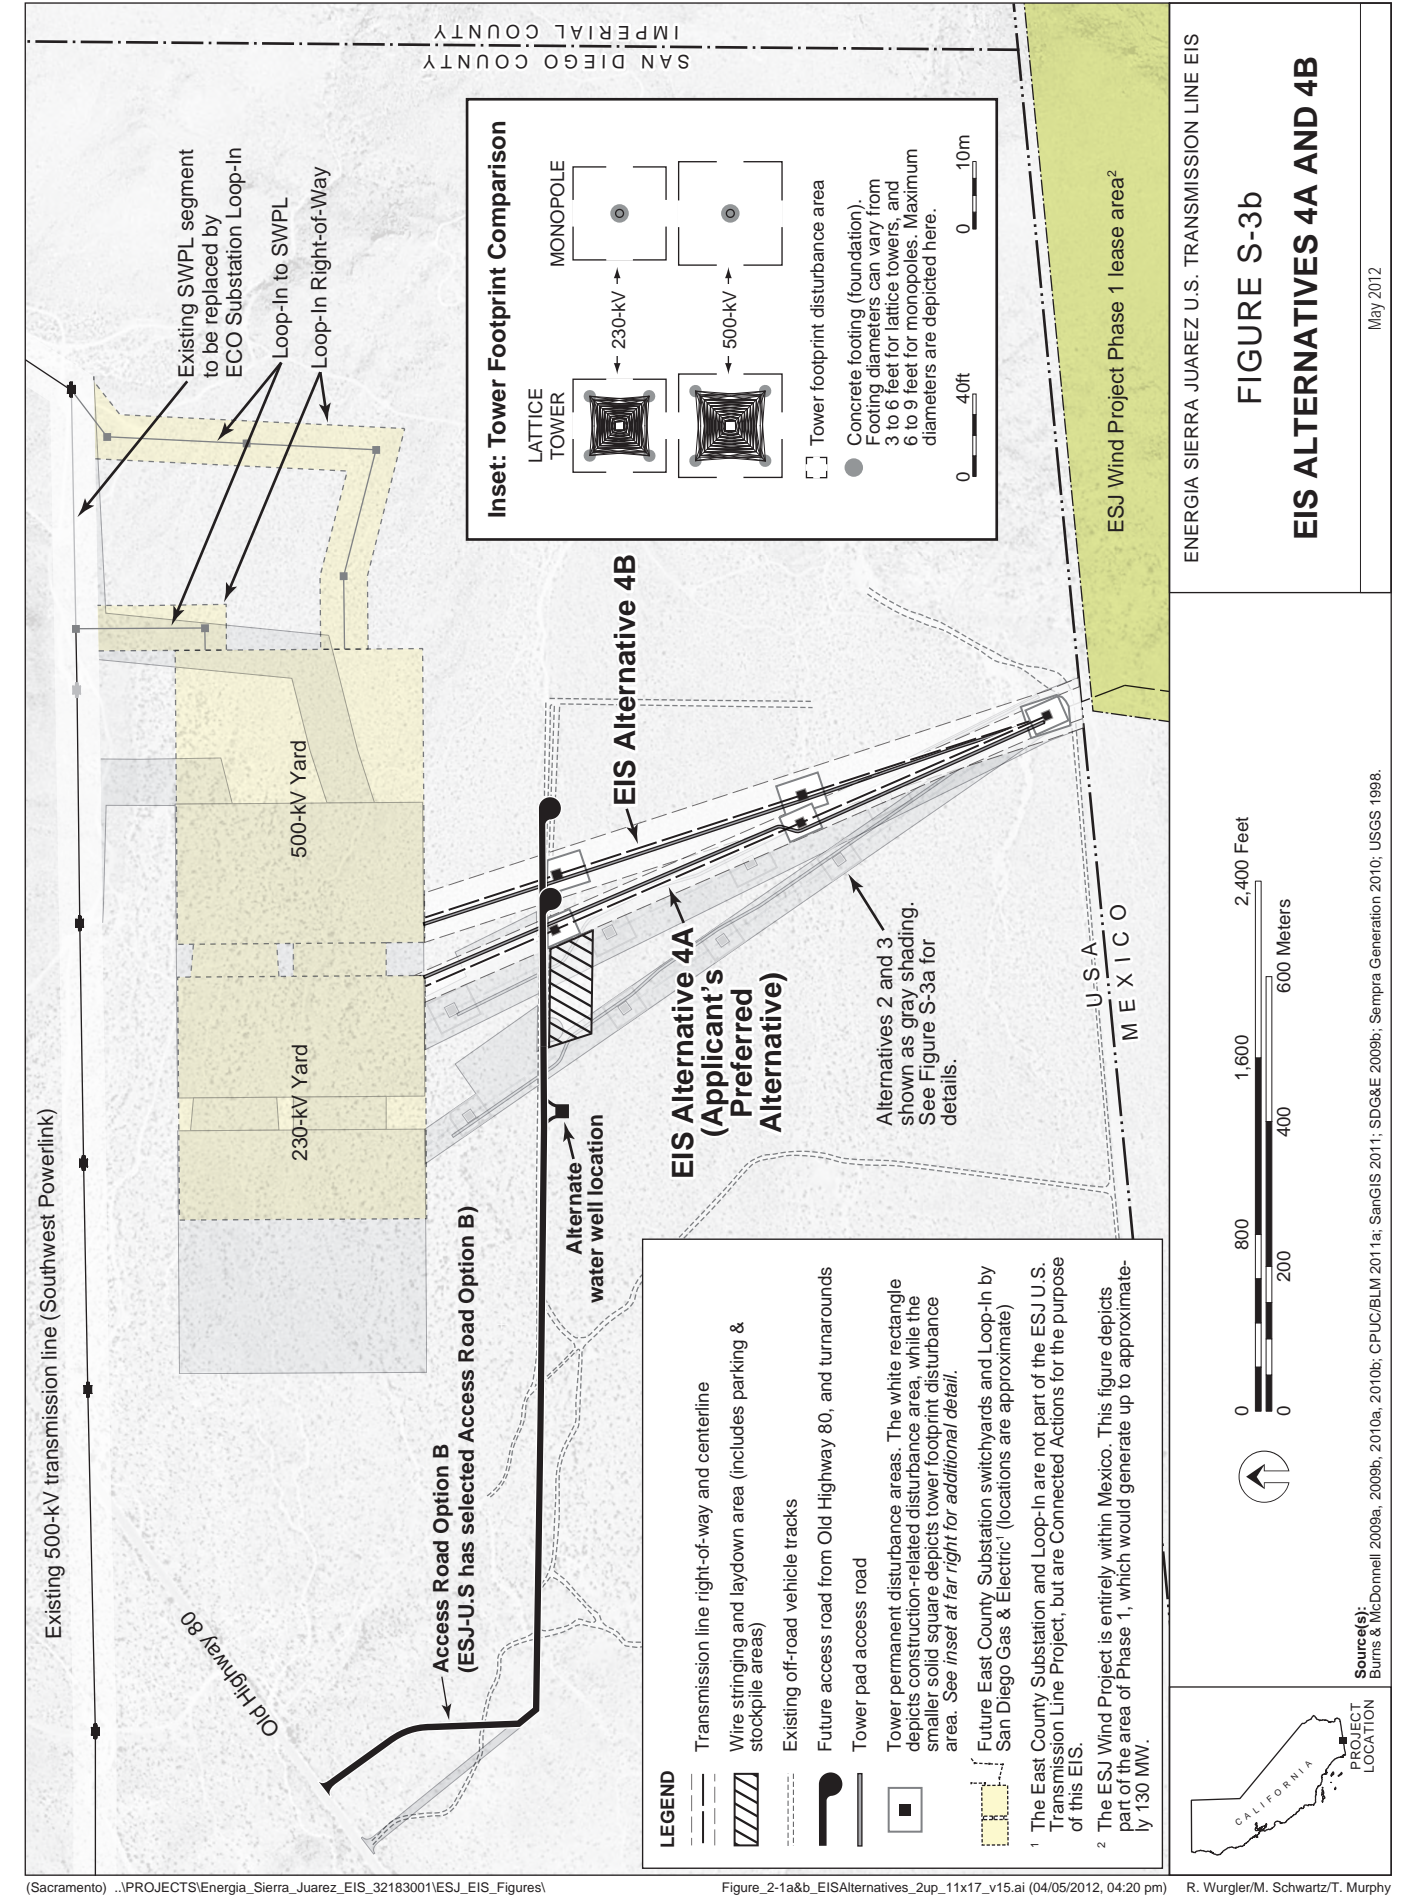 SAN DIEGO COUNTY
IMPERIAL COUNTY
Existing 500-kV transmission line (Southwest Powerlink)
Old Highway 80
Access Road Option B
(ESJ-U.S has selected Access Road Option B)
230-kV Yard
500-kV Yard
Existing SWPL segment
to be replaced by
ECO Substation Loop-In
Loop-In to SWPL
Loop-In Right-of-Way
Alternate
water well location
EIS Alternative 4B
EIS Alternative 4A
(Applicant's
Preferred
Alternative)
Alternatives 2 and 3
shown as gray shading.
See Figure S-3a for
details.
USA
MEXICO
ESJ Wind Project Phase 1 lease area2
Inset: Tower Footprint Comparison
LATTICE
TOWER
MONOPOLE
230-kV
500-kV
Tower footprint disturbance area
Concrete footing (foundation).
Footing diameters can vary from
3 to 6 feet for lattice towers, and
6 to 9 feet for monopoles. Maximum
diameters are depicted here.
0 40ft
0 10m
LEGEND
Transmission line right-of-way and centerline
Wire stringing and laydown area (includes parking &
stockpile areas)
Existing off-road vehicle tracks
Future access road from Old Highway 80, and turnarounds
Tower pad access road
Tower permanent disturbance areas. The white rectangle
depicts construction-related disturbance area, while the
smaller solid square depicts tower footprint disturbance
area. See inset at far right for additional detail.
Future East County Substation switchyards and Loop-In by
San Diego Gas & Electric1 (locations are approximate)
1 The East County Substation and Loop-In are not part of the ESJ U.S.
Transmission Line Project, but are Connected Actions for the purpose
of this EIS.
2 The ESJ Wind Project is entirely within Mexico. This figure depicts
part of the area of Phase 1, which would generate up to approximate-
ly 130 MW.
CALIFORNIA
PROJECT
LOCATION
0 800 1,600 2,400 Feet
0 200 400 600 Meters
Source(s):
Burns & McDonnell 2009a, 2009b, 2010a, 2010b; CPUC/BLM 2011a; SanGIS 2011; SDG&E 2009b; Sempra Generation 2010; USGS 1998.
ENERGIA SIERRA JUAREZ U.S. TRANSMISSION LINE EIS
FIGURE S-3b
EIS ALTERNATIVES 4A AND 4B
May 2012
(Sacramento) ..\PROJECTS\Energia_Sierra_Juarez_EIS_32183001\ESJ_EIS_Figures\
Figure_2-1a&b_EISAlternatives_2up_11x17_v15.ai (04/05/2012, 04:20 pm)
R. Wurgler/M. Schwartz/T. Murphy